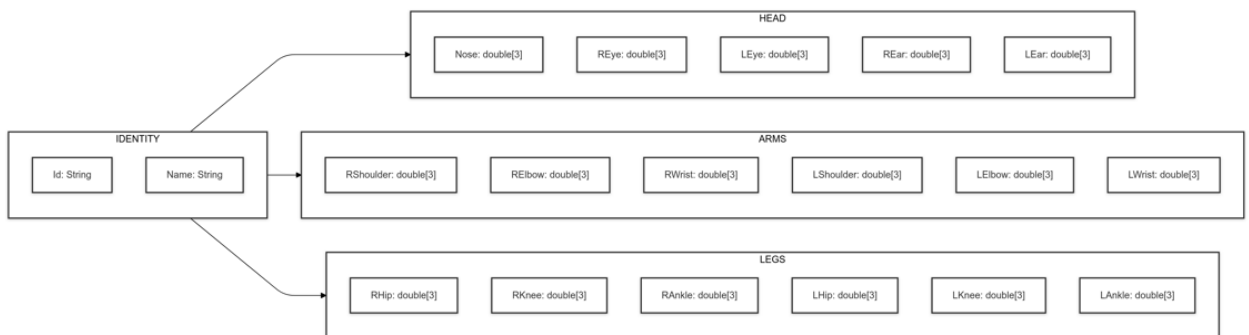 HEAD
Nose: double[3]
REye: double[3]
LEye: double[3]
REar: double[3]
LEar: double[3]
IDENTITY
Id: String
Name: String
ARMS
RShoulder: double[3]
RElbow: double[3]
RWrist: double[3]
LShoulder: double[3]
LElbow: double[3]
LWrist: double[3]
LEGS
RHip: double[3]
RKnee: double[3]
RAnkle: double[3]
LHip: double[3]
LKnee: double[3]
LAnkle: double[3]